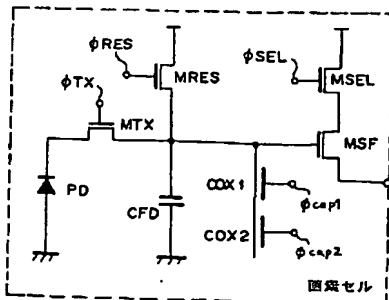 φRES
MRES
φSEL
MSEL
φTX
MTX
MSF
PD
CFD
COX1
φcap1
COX2
φcap2
画素セル